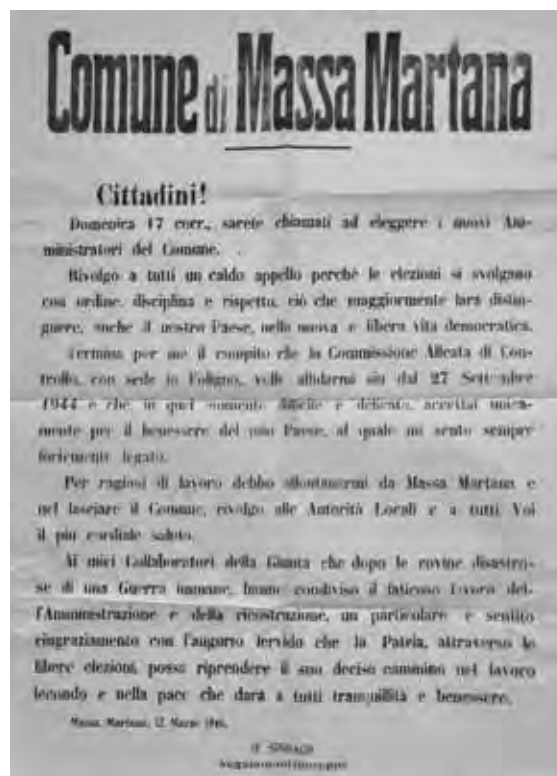 Comune di Massa Martana
Cittadini!
Domenica 17 corr., sarete chiamati ad eleggere i nuovi Am-
ministratori del Comune.
Rivolgo a tutti un caldo appello perchè le elezioni si svolgano
con ordine, disciplina e rispetto, ciò che maggiormente farà distin-
guere, anche il nostro Paese, nella nuova e libera vita democratica.
Termina per me il compito che la Commissione Alleata di Con-
trollo, con sede in Foligno, volle affidarmi sin dal 27 Settembre
1944 e che in quel momento difficile e delicato, accettai unica-
mente per il benessere del mio Paese, al quale mi sento sempre
fortemente legato.
Per ragioni di lavoro debbo allontanarmi da Massa Martana e
nel lasciare il Comune, rivolgo alle Autorità Locali e a tutti Voi
il più cordiale saluto.
Ai miei Collaboratori della Giunta che dopo le rovine disastro-
se di una Guerra immane, hanno condiviso il faticoso lavoro del-
l'Amministrazione e della ricostruzione, un particolare e sentito
ringraziamento con l'augurio fervido che la Patria, attraverso le
libere elezioni, possa riprendere il suo deciso cammino nel lavoro
fecondo e nella pace che darà a tutti tranquillità e benessere.
Massa Martana, 12 Marzo 1946.
IL SINDACO